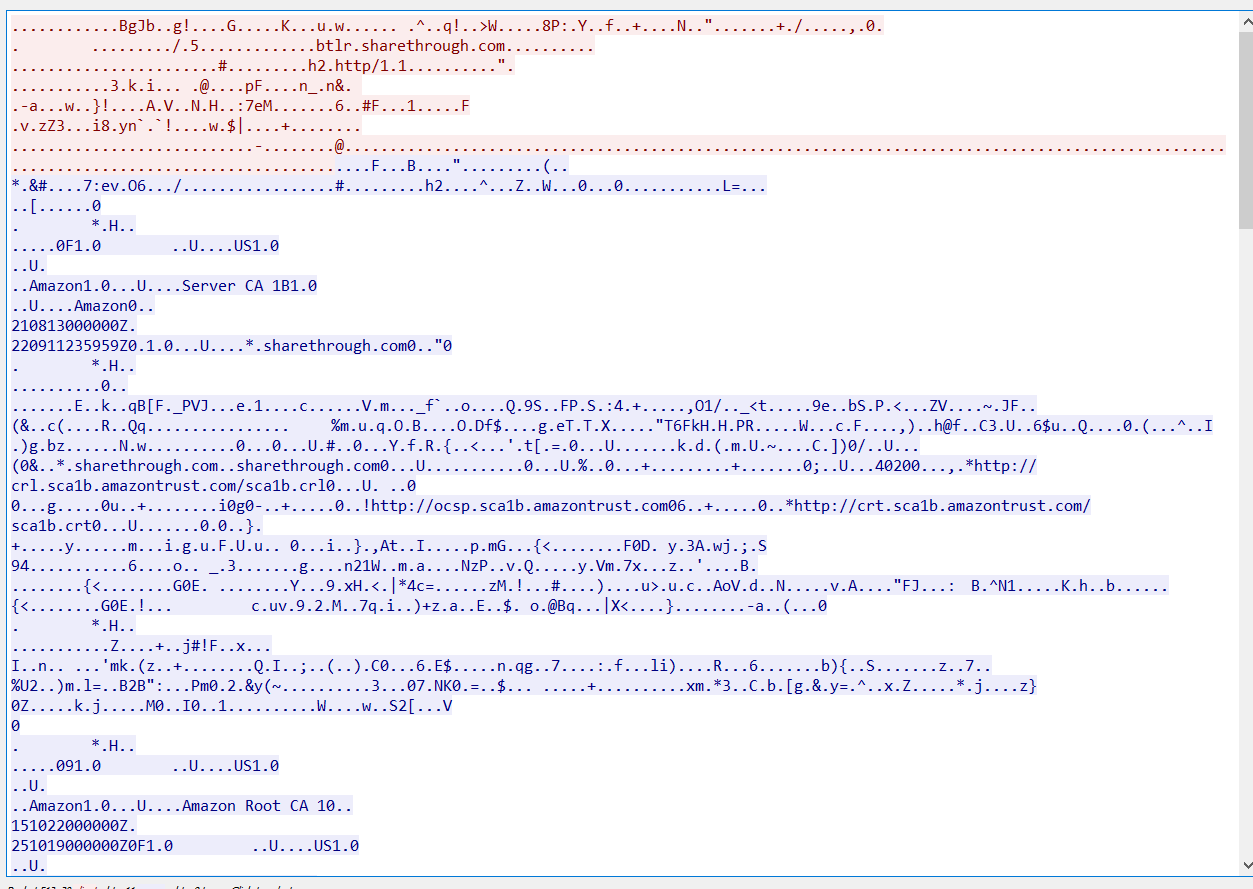 ............BgJb..g!....G.....K...u.w...... .^..q!..>W.....8P:.Y..f..+....N..".......+./.....,.0.
. ........./.5.............btlr.sharethrough.com..........
.......................#.........h2.http/1.1..........".
...........3.k.i... .@....pF....n_.n&.
.-a...w..}!....A.V..N.H..:7eM.......6..#F...1.....F
.v.zZ3...i8.yn`.`!....w.$|....+........
...........................-........@....................................................................................................
.........................................F...B....".........(..
*.&#....7:ev.O6.../.................#.........h2....^...Z..W...0...0...........L=...
..[......0
. *.H..
.....0F1.0 ..U....US1.0
..U.
..Amazon1.0...U....Server CA 1B1.0
..U....Amazon0..
210813000000Z.
220911235959Z0.1.0...U....*.sharethrough.com0.."0
. *.H..
..........0..
.......E..k..qB[F._PVJ...e.1....c......V.m..._f`..o....Q.9S..FP.S.:4.+.....,O1/.._<t.....9e..bS.P.<...ZV....~.JF..
(&..c(....R..Qq................ %m.u.q.O.B....O.Df$....g.eT.T.X....."T6FkH.H.PR.....W...c.F....,)..h@f..C3.U..6$u..Q....0.(...^..I
.)g.bz......N.w..........0...0...U.#..0...Y.f.R.{..<...'.t[.=.0...U.......k.d.(.m.U.~....C.])0/..U...
(0&..*.sharethrough.com..sharethrough.com0...U...........0...U.%..0...+.........+.......0;..U...40200...,.*http://
crl.sca1b.amazontrust.com/sca1b.crl0...U. ..0
0...g.....0u..+........i0g0-..+.....0..!http://ocsp.sca1b.amazontrust.com06..+.....0..*http://crt.sca1b.amazontrust.com/
sca1b.crt0...U.......0.0..}.
+.....y......m...i.g.u.F.U.u.. 0...i..}.,At..I.....p.mG...{<........F0D. y.3A.wj.;.S
94...........6....o.. _.3.......g....n21W..m.a....NzP..v.Q.....y.Vm.7x...z..'....B.
........{<........G0E. ........Y...9.xH.<.|*4c=......zM.!...#....)....u>.u.c..AoV.d..N.....v.A...."FJ...: B.^N1.....K.h..b......
{<........G0E.!... c.uv.9.2.M..7q.i..)+z.a..E..$. o.@Bq...|X<....}........-a..(...0
. *.H..
...........Z....+..j#!F..x...
I..n.. ...'mk.(z..+........Q.I..;..(..).C0...6.E$.....n.qg..7....:.f...li)....R...6.......b){..S.......z..7..
%U2..)m.l=..B2B":...Pm0.2.&y(~..........3...07.NK0.=..$... .....+..........xm.*3..C.b.[g.&.y=.^..x.Z.....*.j....z}
0Z.....k.j.....M0..I0..1..........W....w..S2[...V
0
. *.H..
.....091.0 ..U....US1.0
..U.
..Amazon1.0...U....Amazon Root CA 10..
151022000000Z.
251019000000Z0F1.0 ..U....US1.0
..U.